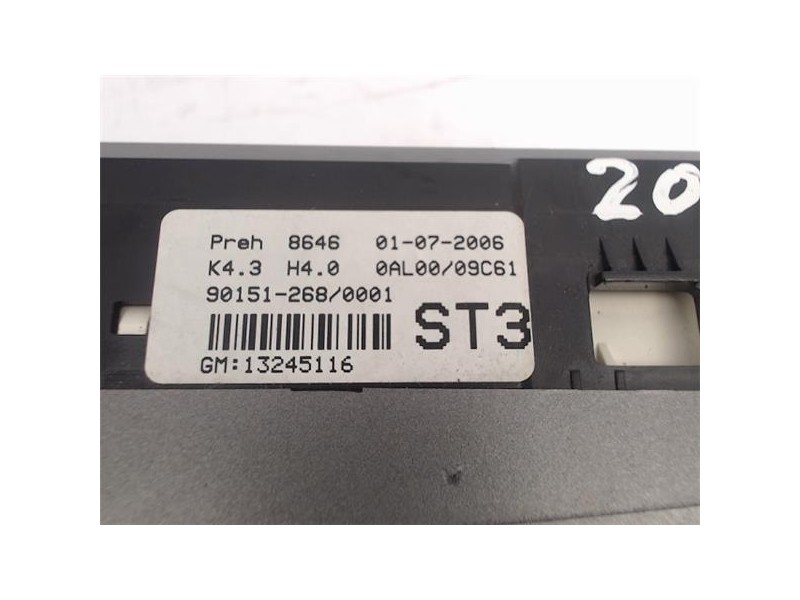 20
Preh 8646 01-07-2006
K4.3 H4.0 0AL00/09C61
90151-268/0001
ST3
GM:13245116